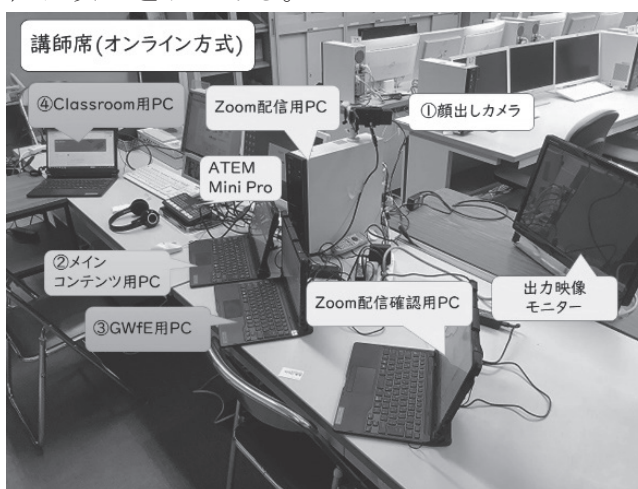 講師席(オンライン方式)
④Classroom用PC
Zoom配信用PC
①顔出しカメラ
ATEM
Mini Pro
②メイン
コンテンツ用PC
③GWfE用PC
Zoom配信確認用PC
出力映像
モニター